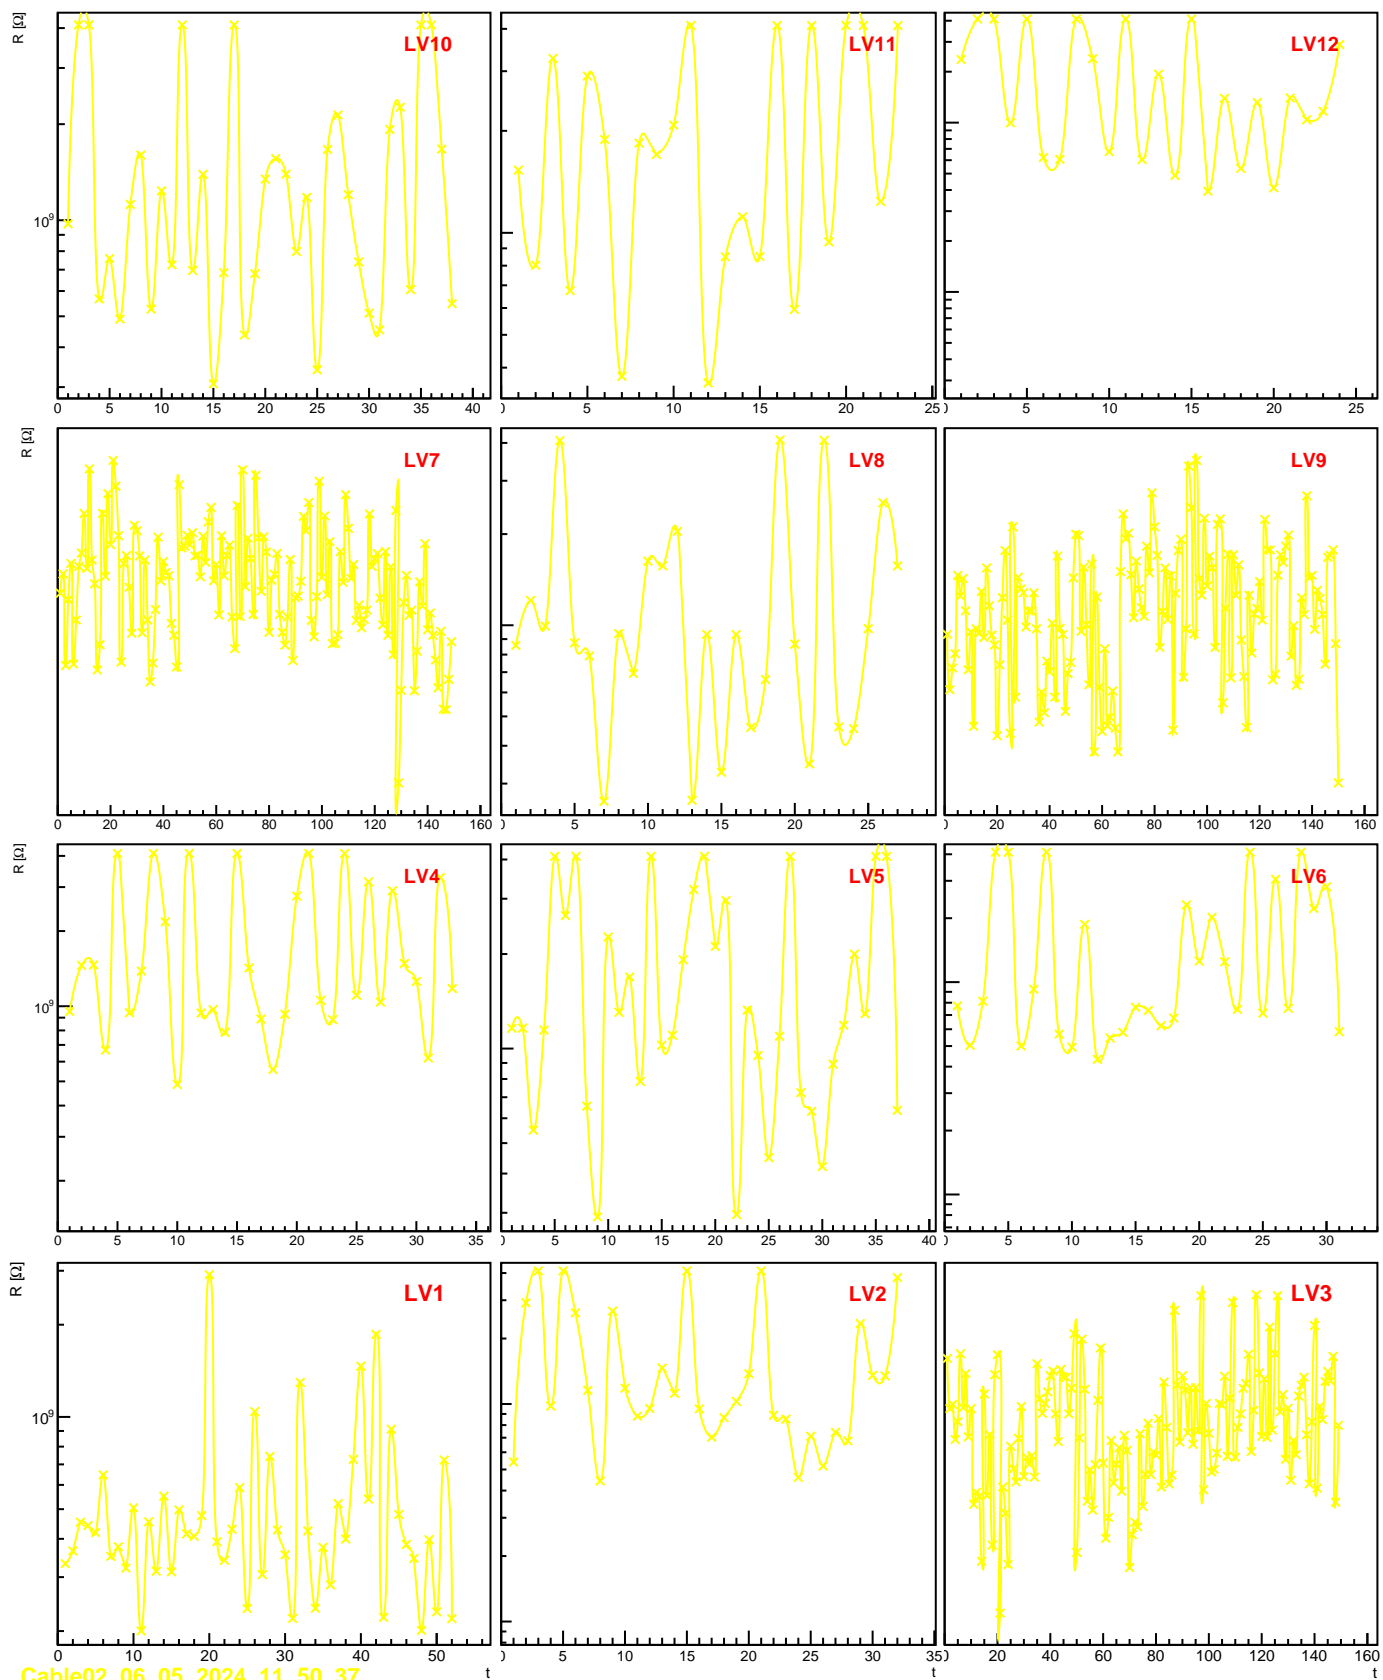 R [Ω]
LV10
LV11
LV12
10⁹
0 5 10 15 20 25 30 35 40
5 10 15 20 25
5 10 15 20 25
R [Ω]
LV7
LV8
LV9
0 20 40 60 80 100 120 140 160
5 10 15 20 25
20 40 60 80 100 120 140 160
R [Ω]
LV4
LV5
LV6
10⁹
0 5 10 15 20 25 30 35
5 10 15 20 25 30 35 40
5 10 15 20 25 30
R [Ω]
LV1
LV2
LV3
10⁹
0 10 20 30 40 50
5 10 15 20 25 30 35
20 40 60 80 100 120 140 160
t
t
t
Cable02_06_05_2024_11_50_37